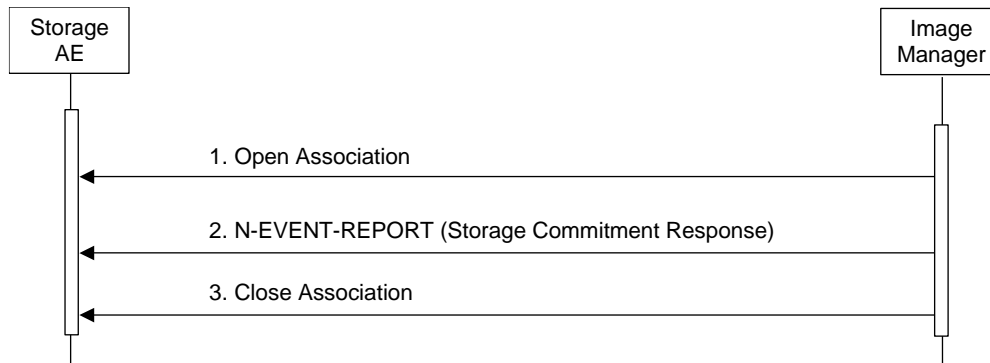 Storage
AE
Image
Manager
1. Open Association
2. N-EVENT-REPORT (Storage Commitment Response)
3. Close Association